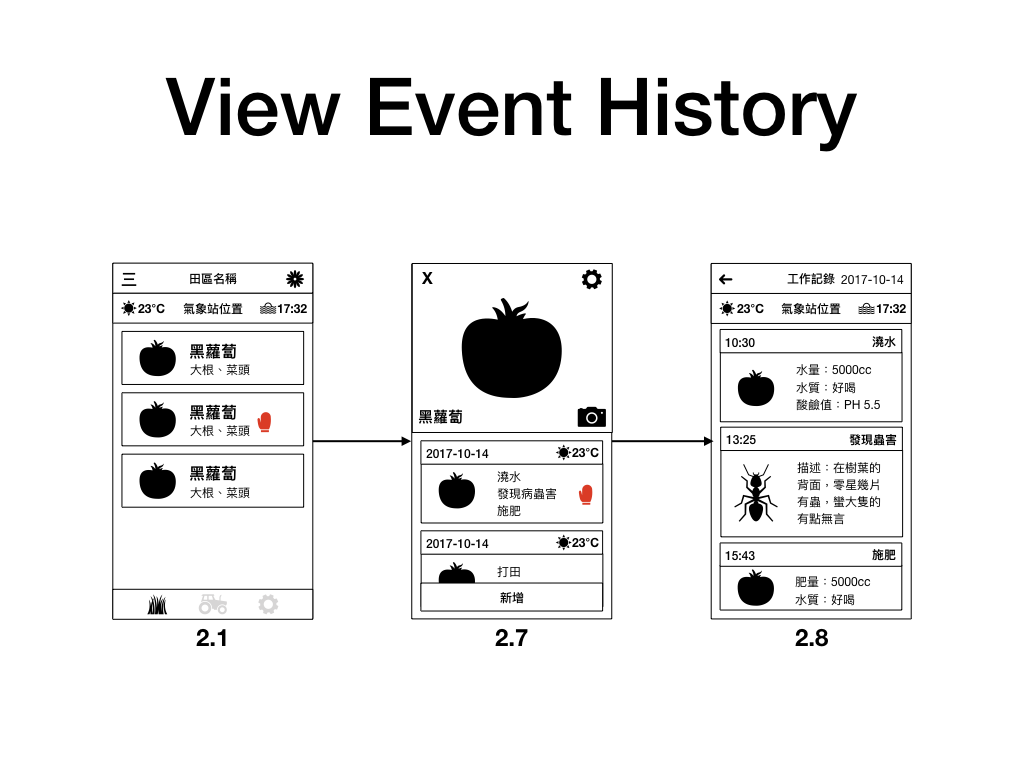 View Event History
三
田區名稱
23°C
氣象站位置
17:32
黑蘿蔔
大根、菜頭
黑蘿蔔
大根、菜頭
黑蘿蔔
大根、菜頭
2.1
X
黑蘿蔔
2017-10-14
23°C
澆水
發現病蟲害
施肥
2017-10-14
23°C
打田
新增
2.7
工作記錄 2017-10-14
23°C
氣象站位置
17:32
10:30
澆水
水量：5000cc
水質：好喝
酸鹼值：PH 5.5
13:25
發現蟲害
描述：在樹葉的
背面，零星幾片
有蟲，蠻大隻的
有點無言
15:43
施肥
肥量：5000cc
水質：好喝
2.8